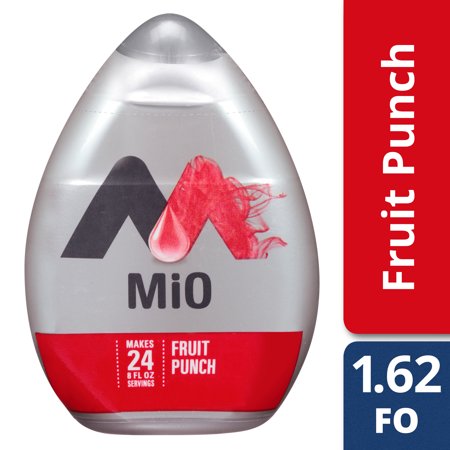 MiO
MAKES
24
8 FL OZ
SERVINGS
FRUIT
PUNCH
Fruit Punch
1.62
FO